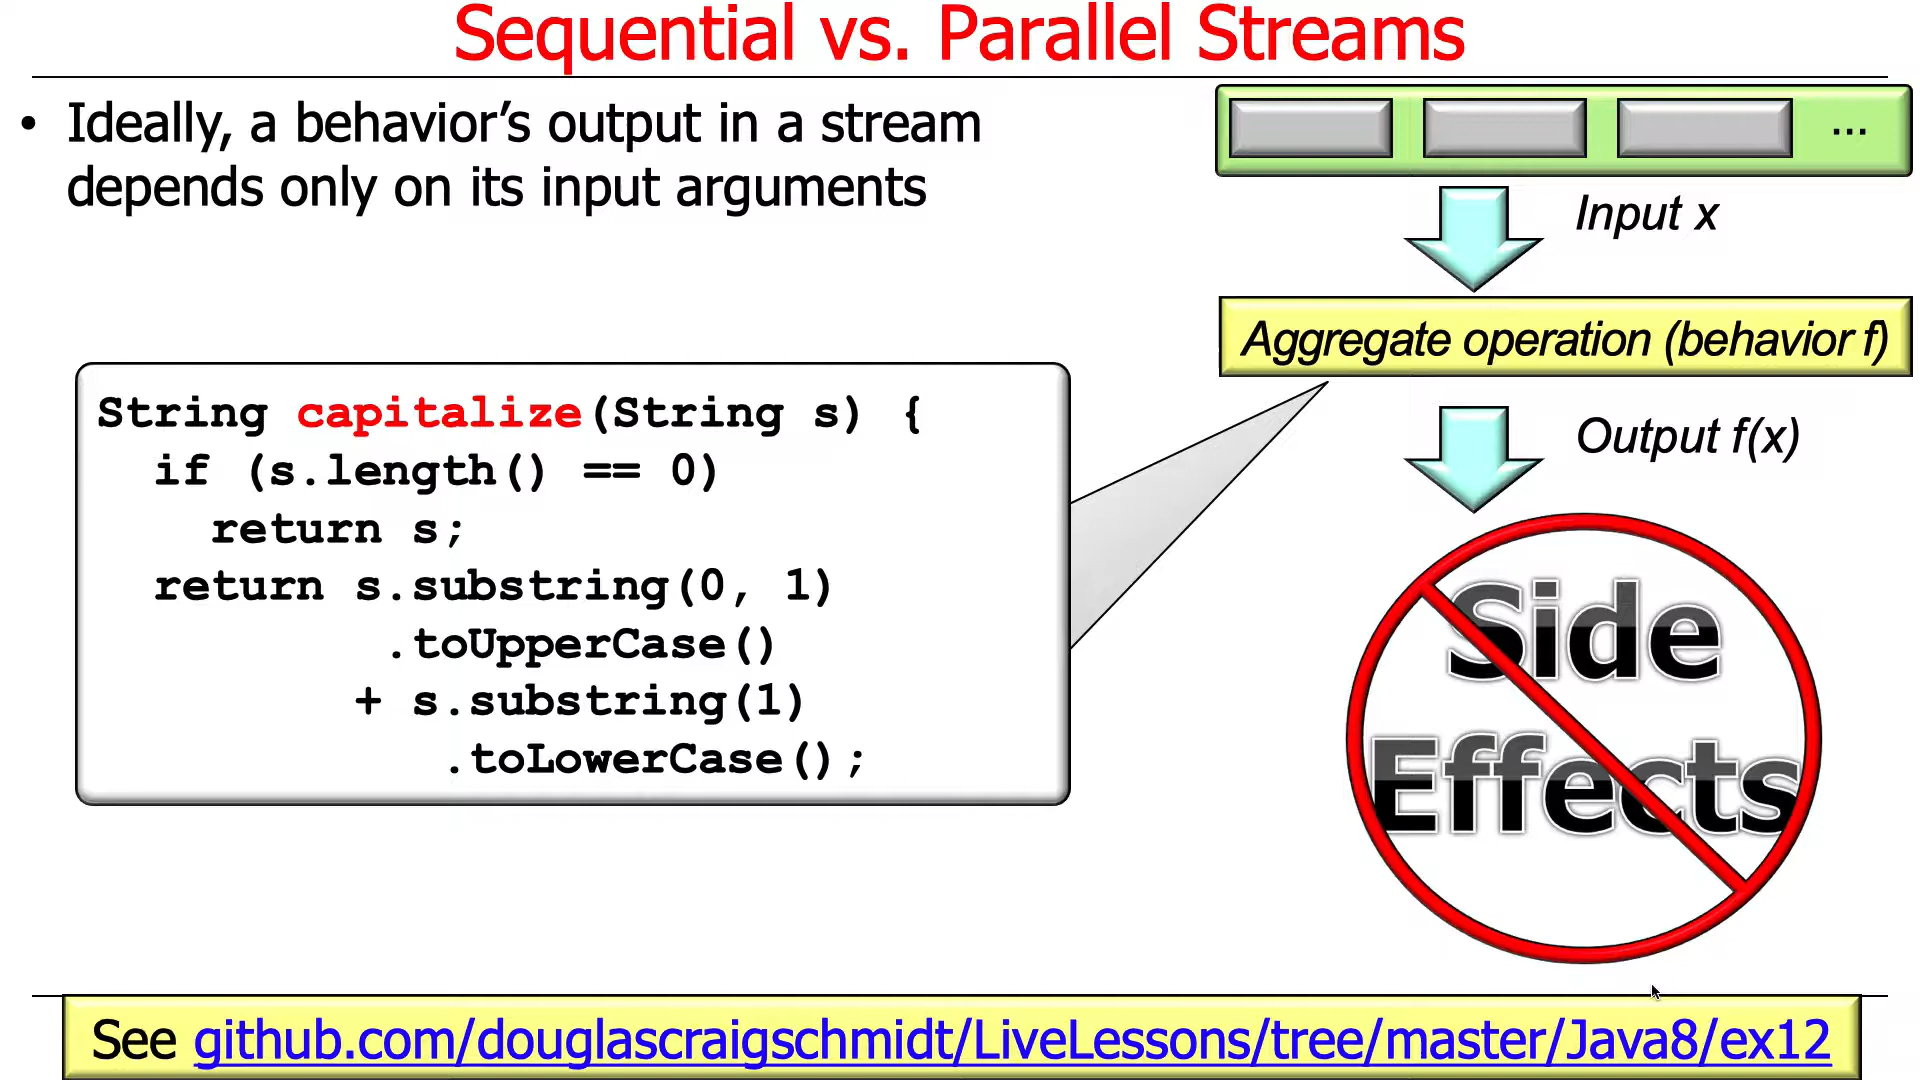 Sequential vs. Parallel Streams
• Ideally, a behavior’s output in a stream
depends only on its input arguments
...
Input x
Aggregate operation (behavior f)
Output f(x)
String capitalize(String s) {
if (s.length() == 0)
return s;
return s.substring(0, 1)
.toUpperCase()
+ s.substring(1)
.toLowerCase();
Side
Effects
See github.com/douglascraigschmidt/LiveLessons/tree/master/Java8/ex12